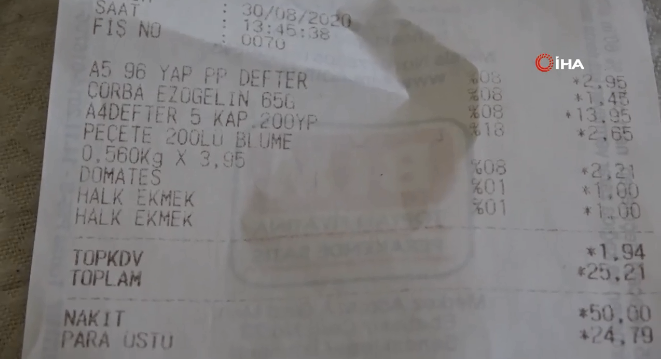 30/08/2020
SAAT : 13:45:38
FIS NO : 0070
A5 96 YAP PP DEFTER %08 *2.95
CORBA EZOGELIN 65G %08 *1.45
A4DEFTER 5 KAP.200YP %08 *13.95
PECETE 200LU BLUME %18 *2.65
0,560Kg X 3,95
DOMATES %08 *2.21
HALK EKMEK %01 *1.00
HALK EKMEK %01 *1.00
TOPKDV *1.94
TOPLAM *25.21
NAKIT *50.00
PARA ÜSTÜ *24.79
İHA